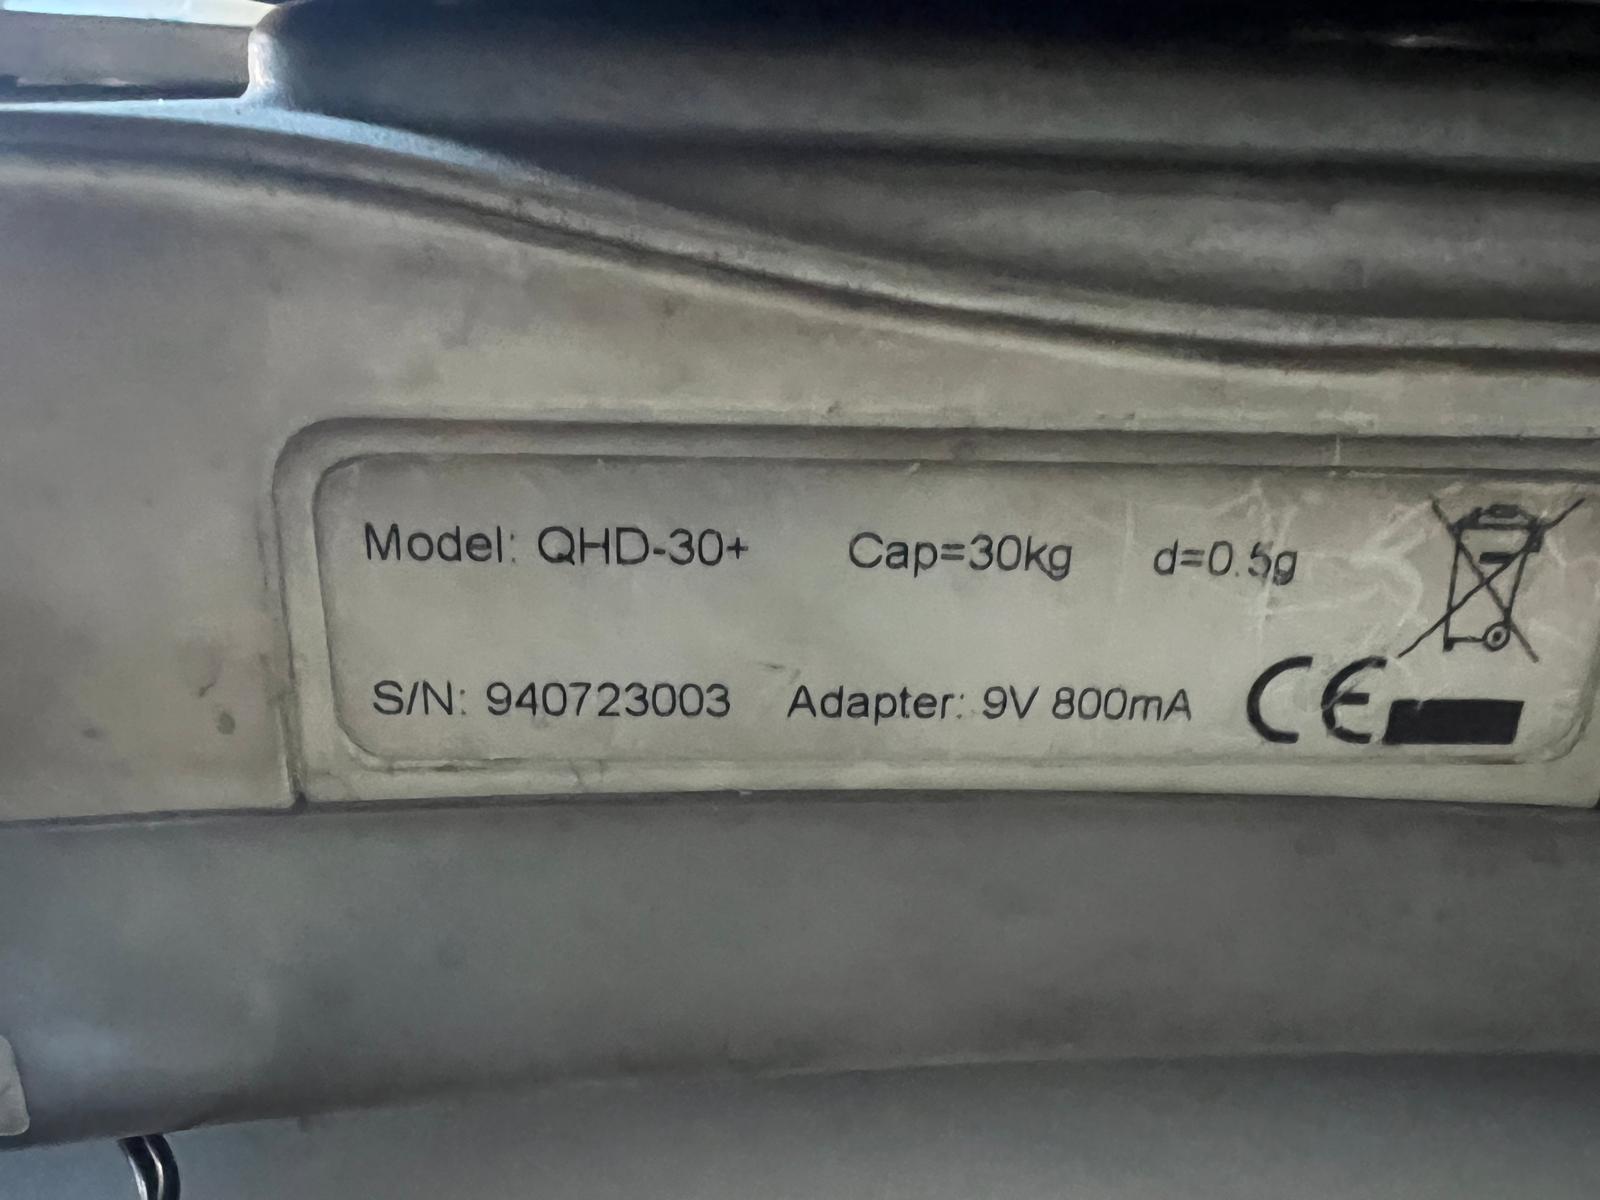 Model: QHD-30+ Cap=30kg d=0.5g
S/N: 940723003 Adapter: 9V 800mA CE